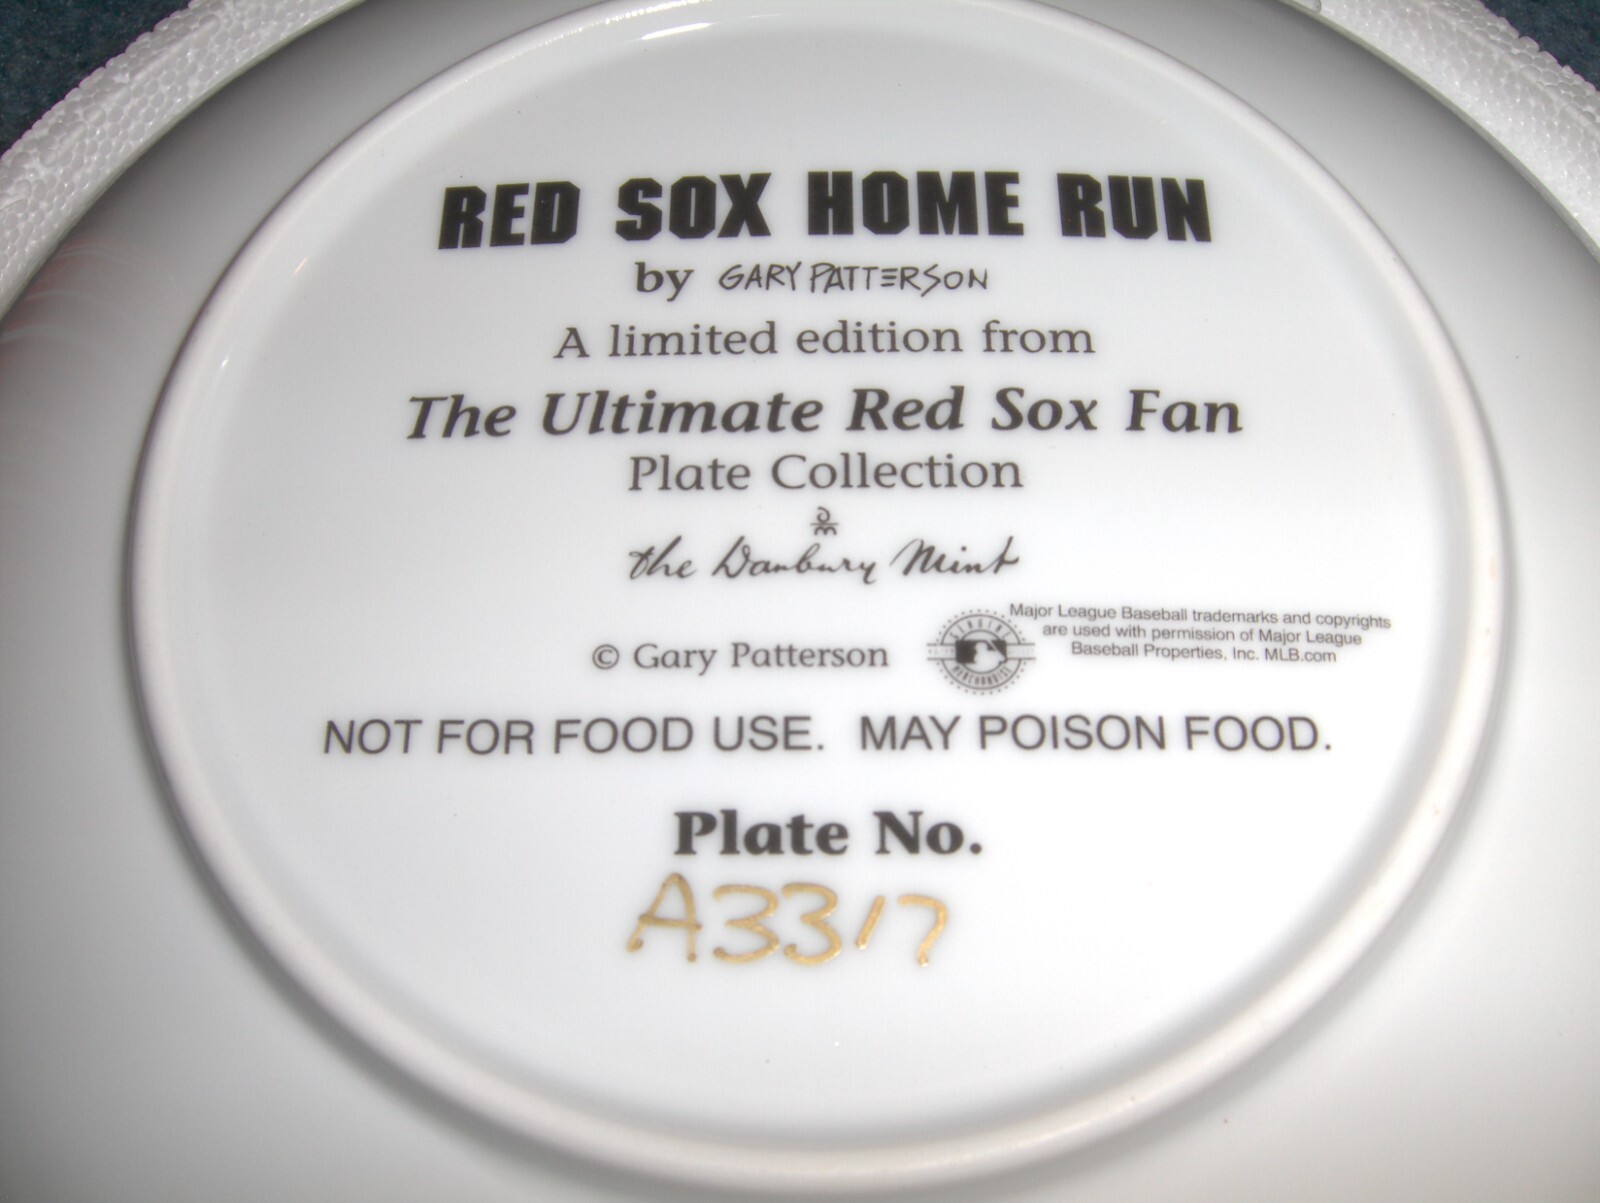 RED SOX HOME RUN
by GARY PATTERSON
A limited edition from
The Ultimate Red Sox Fan
Plate Collection
the Danbury Mint
© Gary Patterson
GENUINE
MERCHANDISE
Major League Baseball trademarks and copyrights
are used with permission of Major League
Baseball Properties, Inc. MLB.com
NOT FOR FOOD USE. MAY POISON FOOD.
Plate No.
A3317